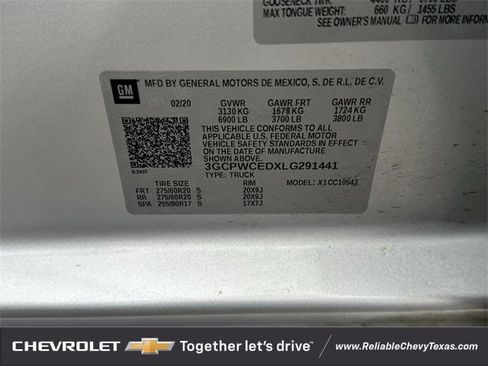 GOOSENECK TWR:
MAX TONGUE WEIGHT: 660 KG / 1455 LBS
SEE OWNER'S MANUAL FOR MORE INFORMATION
GM
MFD BY GENERAL MOTORS DE MEXICO, S. DE R.L. DE C.V.
02/20 GVWR GAWR FRT GAWR RR
3130 KG 1678 KG 1724 KG
6900 LB 3700 LB 3800 LB
THIS VEHICLE CONFORMS TO ALL
APPLICABLE U.S. FEDERAL MOTOR
VEHICLE SAFETY
STANDARDS IN EFFECT ON THE DATE OF
MANUFACTURE SHOWN ABOVE.
3GCPWCEDXLG291441
TYPE: TRUCK
TIRE SIZE RIM MODEL: X1CC10543
FRT 275/60R20 S 20X9J
RR 275/60R20 S 20X9J
SPA 255/80R17 S 17X7J
CHEVROLET Together let's drive™ www.ReliableChevyTexas.com